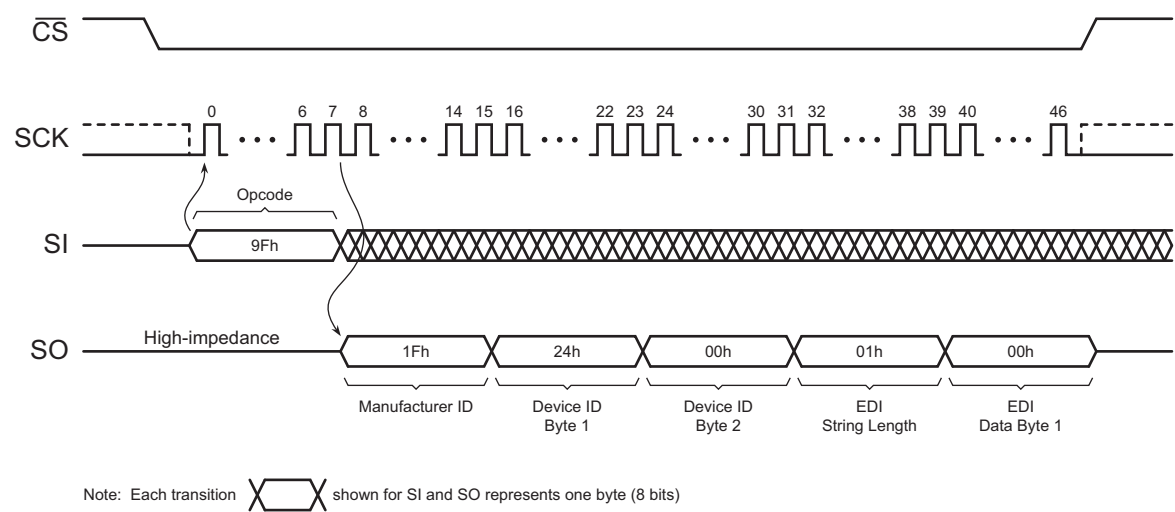 CS
SCK
0 6 7 8 14 15 16 22 23 24 30 31 32 38 39 40 46
Opcode
SI
9Fh
SO
High-impedance
1Fh 24h 00h 01h 00h
Manufacturer ID
Device ID
Byte 1
Device ID
Byte 2
EDI
String Length
EDI
Data Byte 1
Note: Each transition shown for SI and SO represents one byte (8 bits)